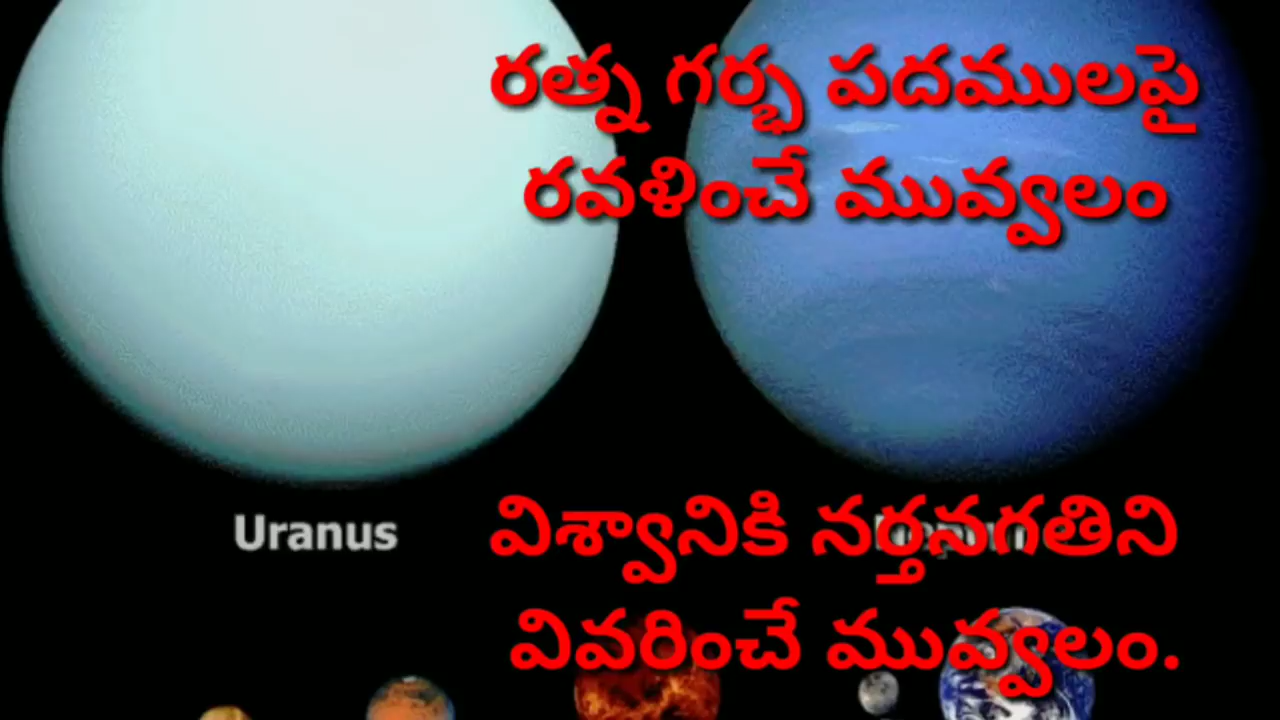 రత్న గర్భ పదములపై
రవళించే మువ్వలం
Uranus
విశ్వానికి నర్తనగతిని
వివరించే మువ్వలం.